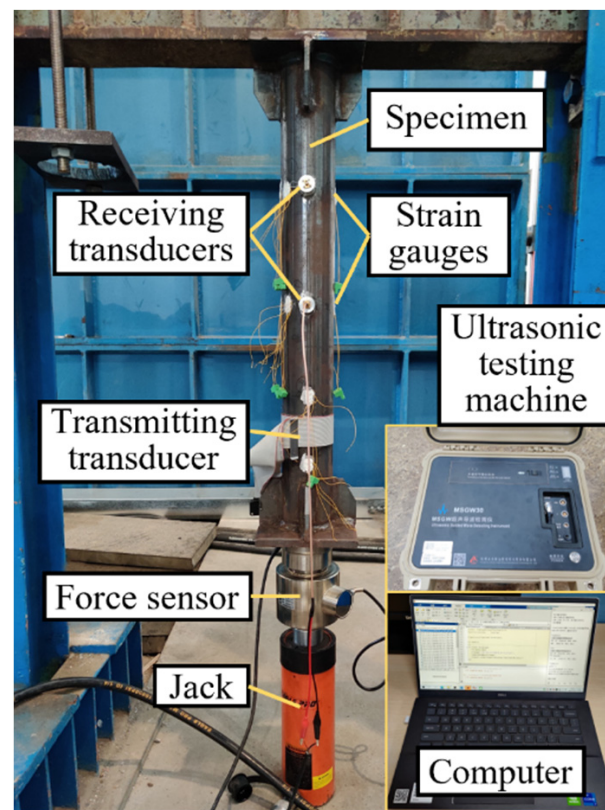 Specimen
Receiving
transducers
Strain
gauges
Ultrasonic
testing
machine
Transmitting
transducer
MSGW30
Force sensor
Jack
Computer